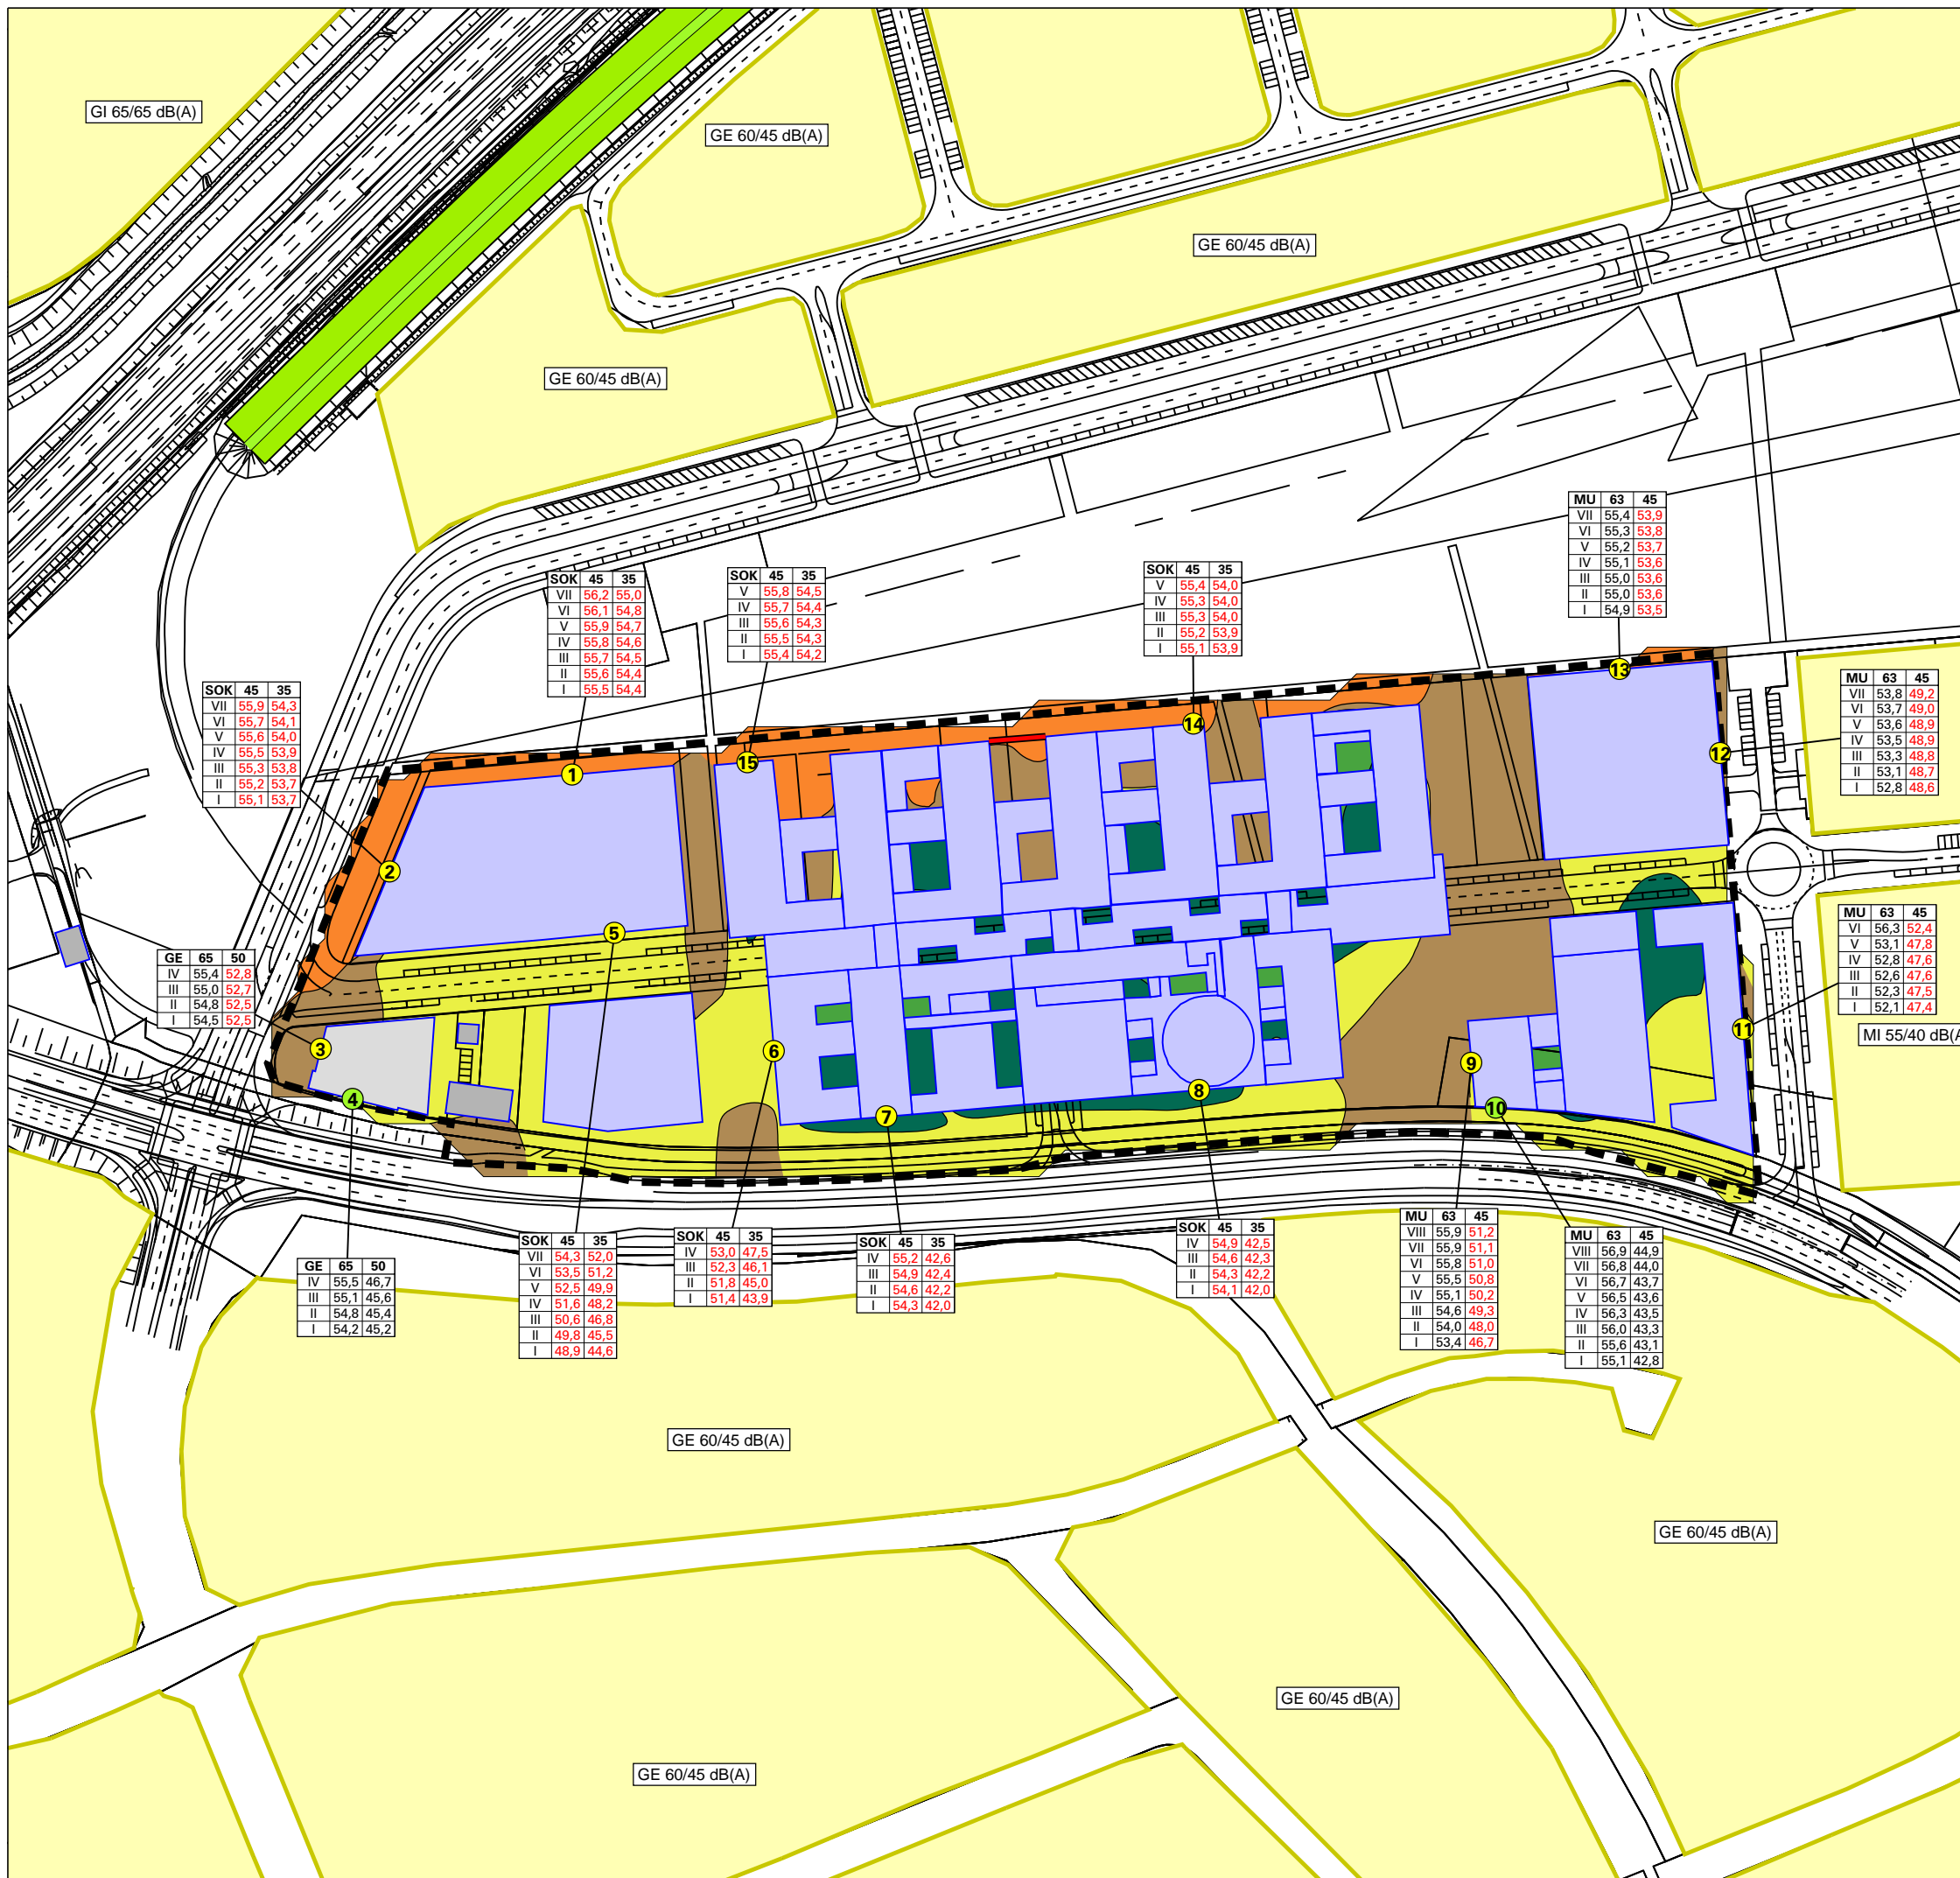 GI 65/65 dB(A)
GE 60/45 dB(A)
GE 60/45 dB(A)
GE 60/45 dB(A)
MU 63 45
VII 55,4 53,9
VI 55,3 53,8
V 55,2 53,7
IV 55,1 53,6
III 55,0 53,6
II 55,0 53,6
I 54,9 53,5
SOK 45 35
VII 56,2 55,0
VI 56,1 54,8
V 55,9 54,7
IV 55,8 54,6
III 55,7 54,5
II 55,6 54,4
I 55,5 54,4
SOK 45 35
V 55,8 54,5
IV 55,7 54,4
III 55,6 54,3
II 55,5 54,3
I 55,4 54,2
SOK 45 35
V 55,4 54,0
IV 55,3 54,0
III 55,3 54,0
II 55,2 53,9
I 55,1 53,9
SOK 45 35
VII 55,9 54,3
VI 55,7 54,1
V 55,6 54,0
IV 55,5 53,9
III 55,3 53,8
II 55,2 53,7
I 55,1 53,7
MU 63 45
VII 53,8 49,2
VI 53,7 49,0
V 53,6 48,9
IV 53,5 48,9
III 53,3 48,8
II 53,1 48,7
I 52,8 48,6
13
14
12
15
1
2
5
GE 65 50
IV 55,4 52,8
III 55,0 52,7
II 54,8 52,5
I 54,5 52,5
MU 63 45
VI 56,3 52,4
V 53,1 47,8
IV 52,8 47,6
III 52,6 47,6
II 52,3 47,5
I 52,1 47,4
MI 55/40 dB(A
11
3
6
9
8
4
10
7
GE 65 50
IV 55,5 46,7
III 55,1 45,6
II 54,8 45,4
I 54,2 45,2
SOK 45 35
VII 54,3 52,0
VI 53,5 51,2
V 52,5 49,9
IV 51,6 48,2
III 50,6 46,8
II 49,8 45,5
I 48,9 44,6
SOK 45 35
IV 53,0 47,5
III 52,3 46,1
II 51,8 45,0
I 51,4 43,9
SOK 45 35
IV 55,2 42,6
III 54,9 42,4
II 54,6 42,2
I 54,3 42,0
SOK 45 35
IV 54,9 42,5
III 54,6 42,3
II 54,3 42,2
I 54,1 42,0
MU 63 45
VIII 55,9 51,2
VII 55,9 51,1
VI 55,8 51,0
V 55,5 50,8
IV 55,1 50,2
III 54,6 49,3
II 54,0 48,0
I 53,4 46,7
MU 63 45
VIII 56,9 44,9
VII 56,8 44,0
VI 56,7 43,7
V 56,5 43,6
IV 56,3 43,5
III 56,0 43,3
II 55,6 43,1
I 55,1 42,8
GE 60/45 dB(A)
GE 60/45 dB(A)
GE 60/45 dB(A)
GE 60/45 dB(A)